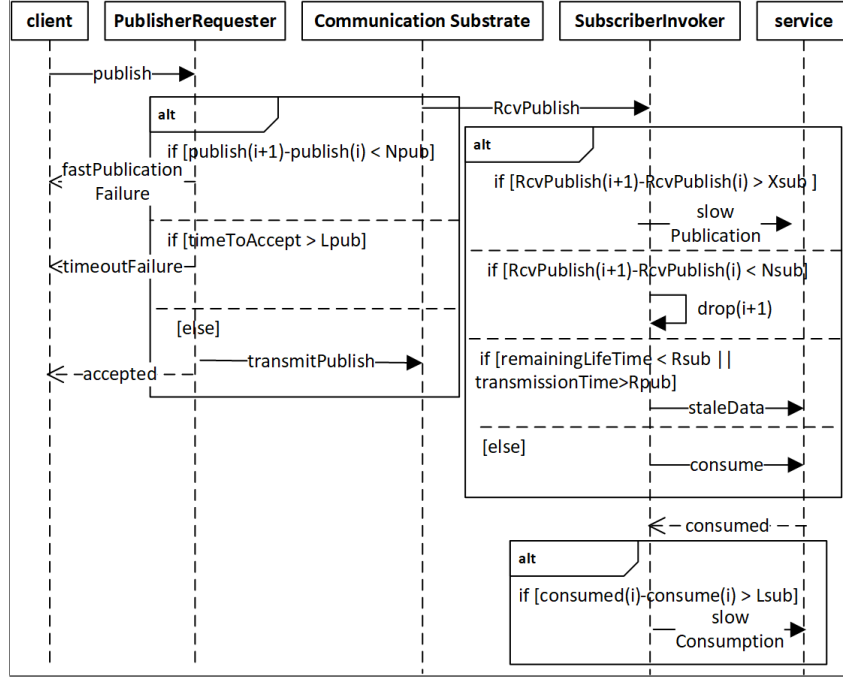 client
PublisherRequester
Communication Substrate
SubscriberInvoker
service
publish
alt
if [publish(i+1)-publish(i) < Npub]
fastPublication
Failure
if [timeToAccept > Lpub]
timeoutFailure
[else]
transmitPublish
accepted
RcvPublish
alt
if [RcvPublish(i+1)-RcvPublish(i) > Xsub ]
slow
Publication
if [RcvPublish(i+1)-RcvPublish(i) < Nsub]
drop(i+1)
if [remainingLifeTime < Rsub ||
transmissionTime>Rpub]
staleData
[else]
consume
consumed
alt
if [consumed(i)-consume(i) > Lsub]
slow
Consumption